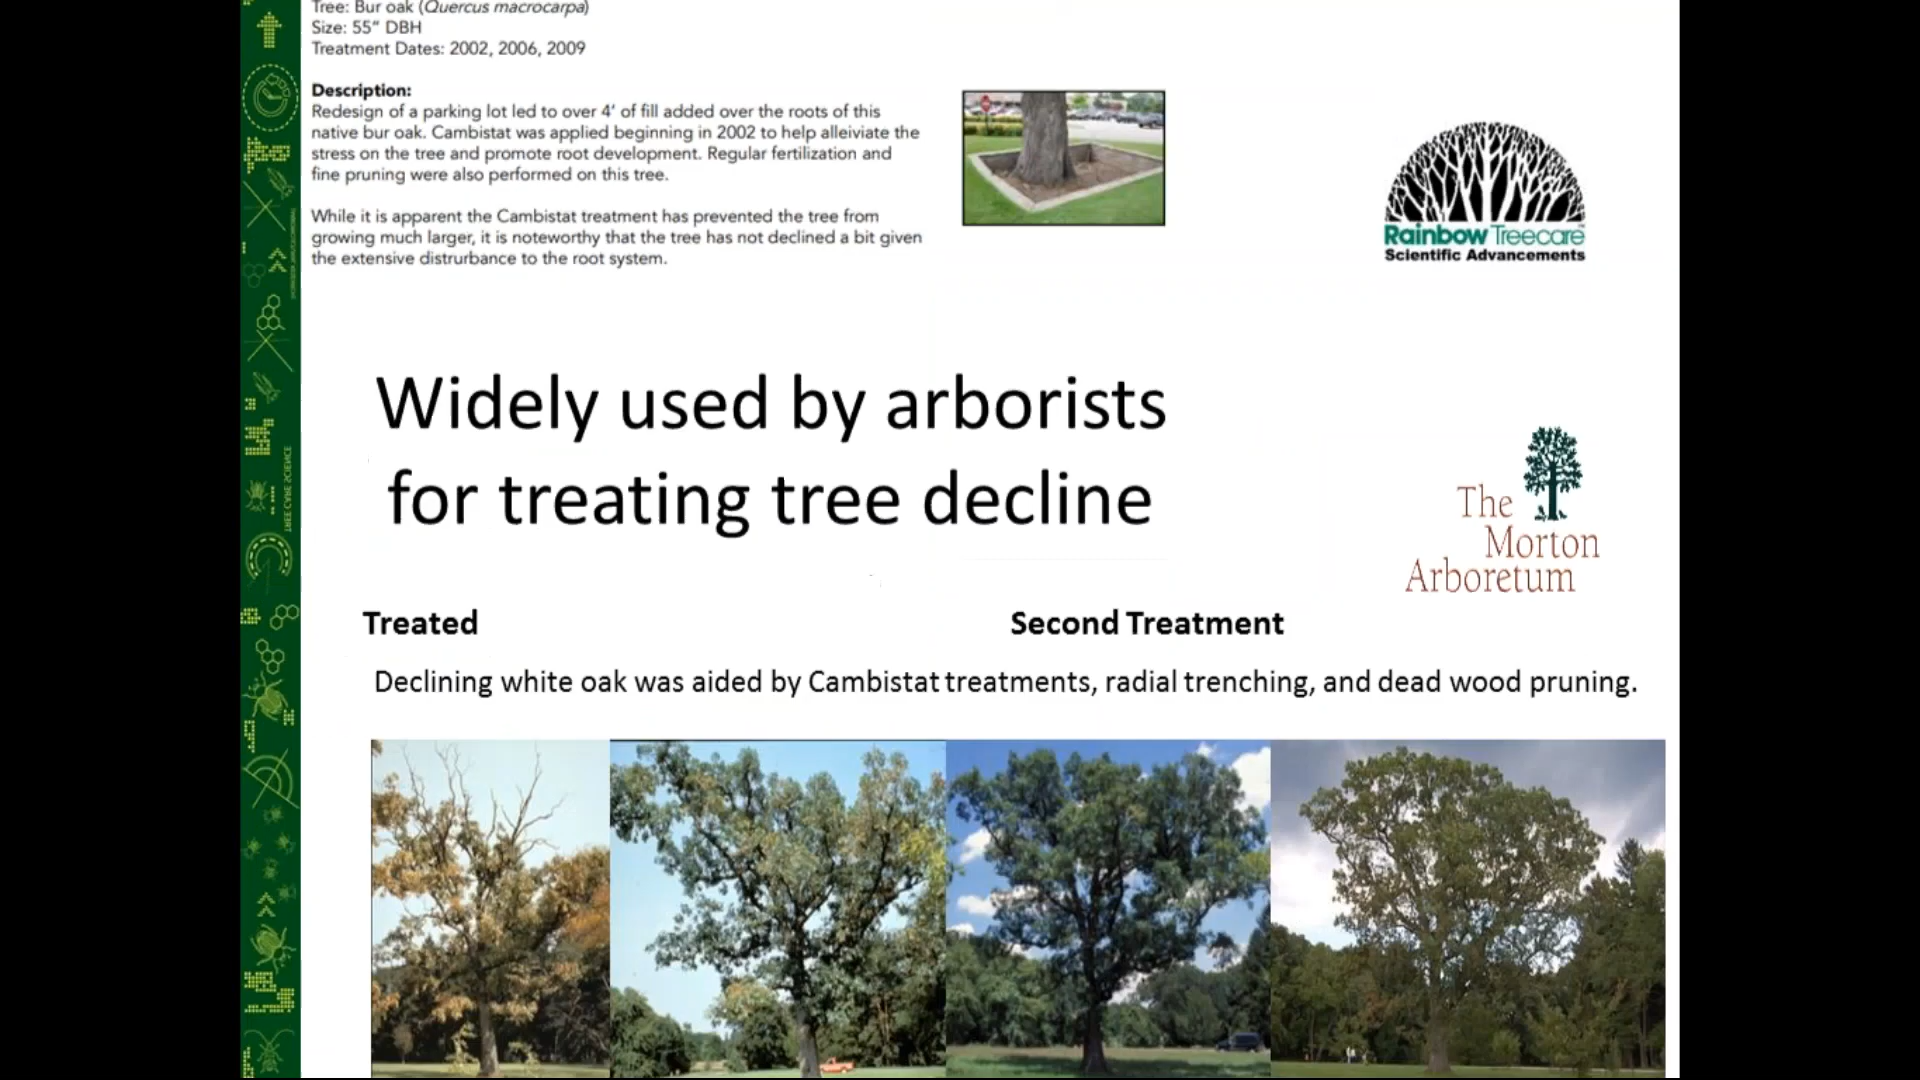 Tree: Bur oak (Quercus macrocarpa)
Size: 55" DBH
Treatment Dates: 2002, 2006, 2009
Description:
Redesign of a parking lot led to over 4' of fill added over the roots of this
native bur oak. Cambistat was applied beginning in 2002 to help alleiviate the
stress on the tree and promote root development. Regular fertilization and
fine pruning were also performed on this tree.
While it is apparent the Cambistat treatment has prevented the tree from
growing much larger, it is noteworthy that the tree has not declined a bit given
the extensive distrurbance to the root system.
Rainbow Treecare
Scientific Advancements
Widely used by arborists
for treating tree decline
The
Morton
Arboretum
Treated
Second Treatment
Declining white oak was aided by Cambistat treatments, radial trenching, and dead wood pruning.
TREE CARE SCIENCE